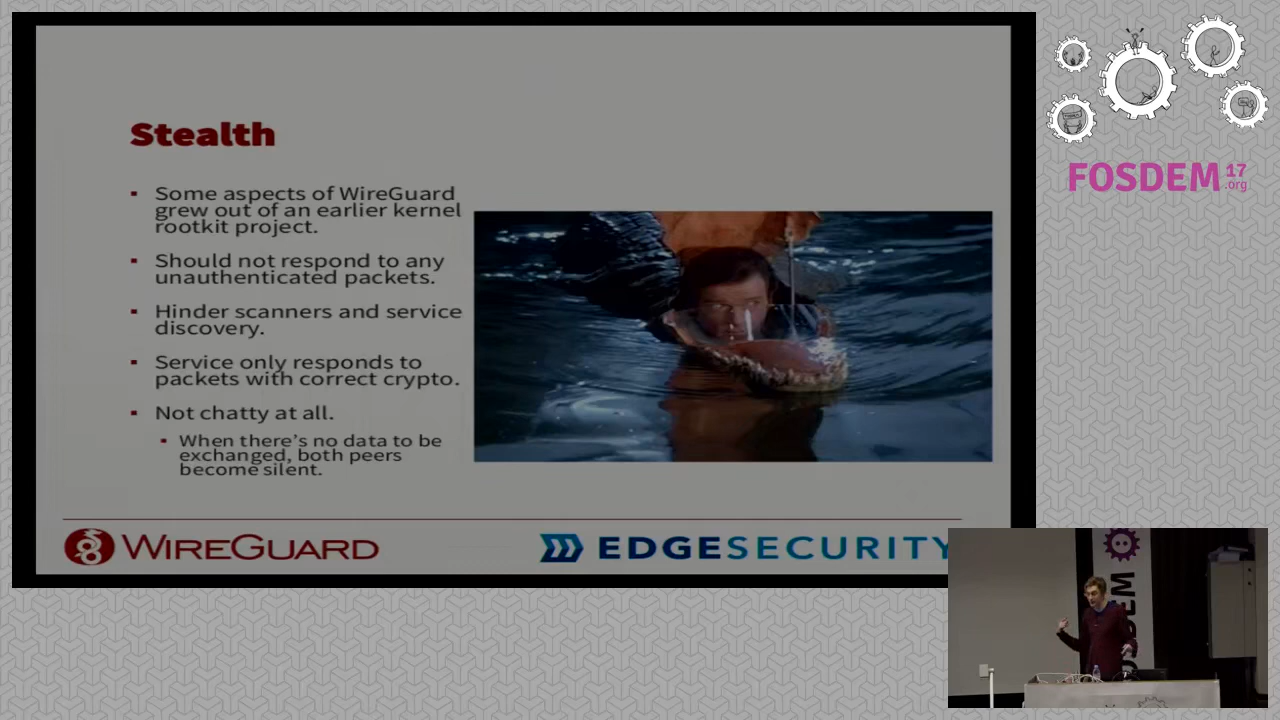 Stealth
Some aspects of WireGuard
grew out of an earlier kernel
rootkit project.
Should not respond to any
unauthenticated packets.
Hinder scanners and service
discovery.
Service only responds to
packets with correct crypto.
Not chatty at all.
When there's no data to be
exchanged, both peers
become silent.
WIREGUARD
EDGESECURITY
FOSDEM 17
.org